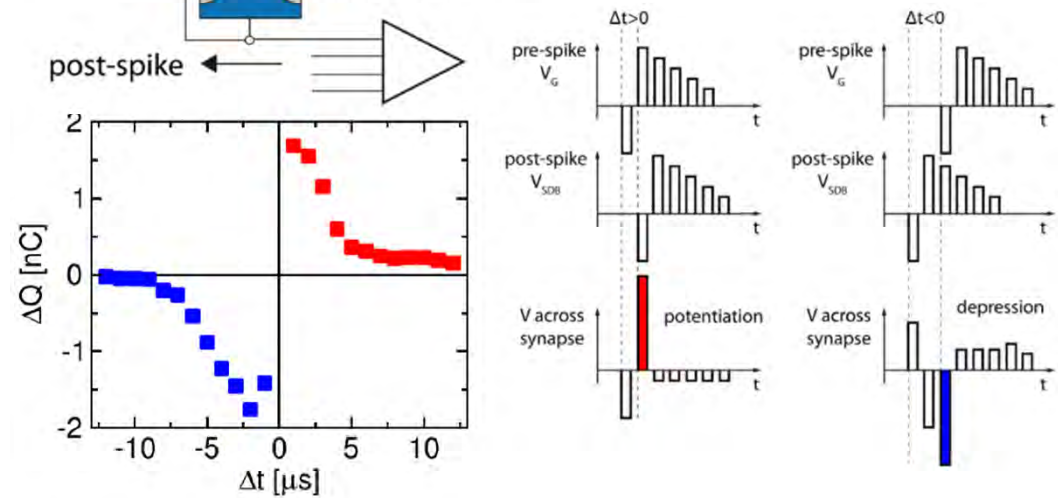 post-spike
2
1
0
-1
-2
ΔQ [nC]
-10 -5 0 5 10
Δt [μs]
Δt>0
pre-spike
V_G
t
post-spike
V_SDB
t
V across
synapse
potentiation
t
Δt<0
pre-spike
V_G
t
post-spike
V_SDB
t
V across
synapse
depression
t